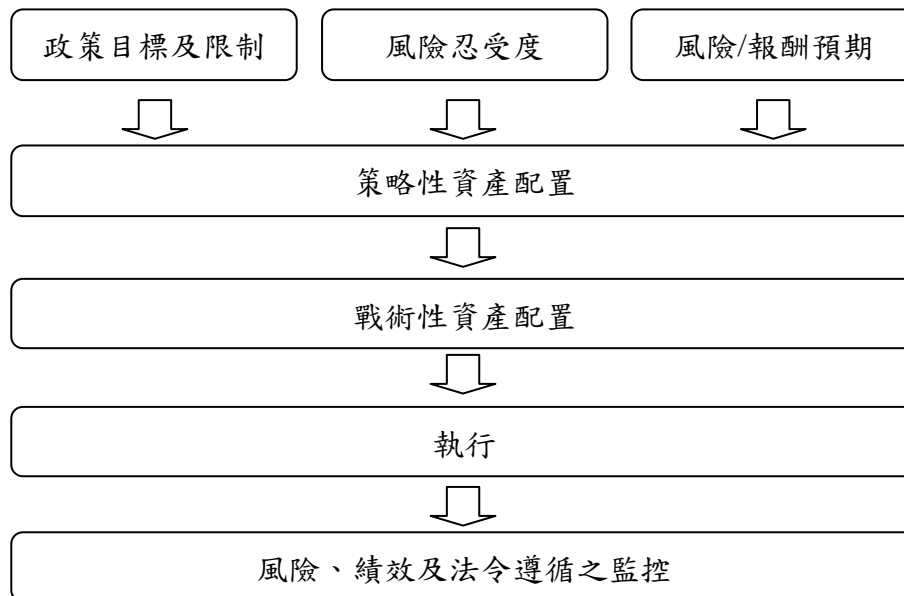 政策目標及限制
風險忍受度
風險/報酬預期
策略性資產配置
戰術性資產配置
執行
風險、績效及法令遵循之監控